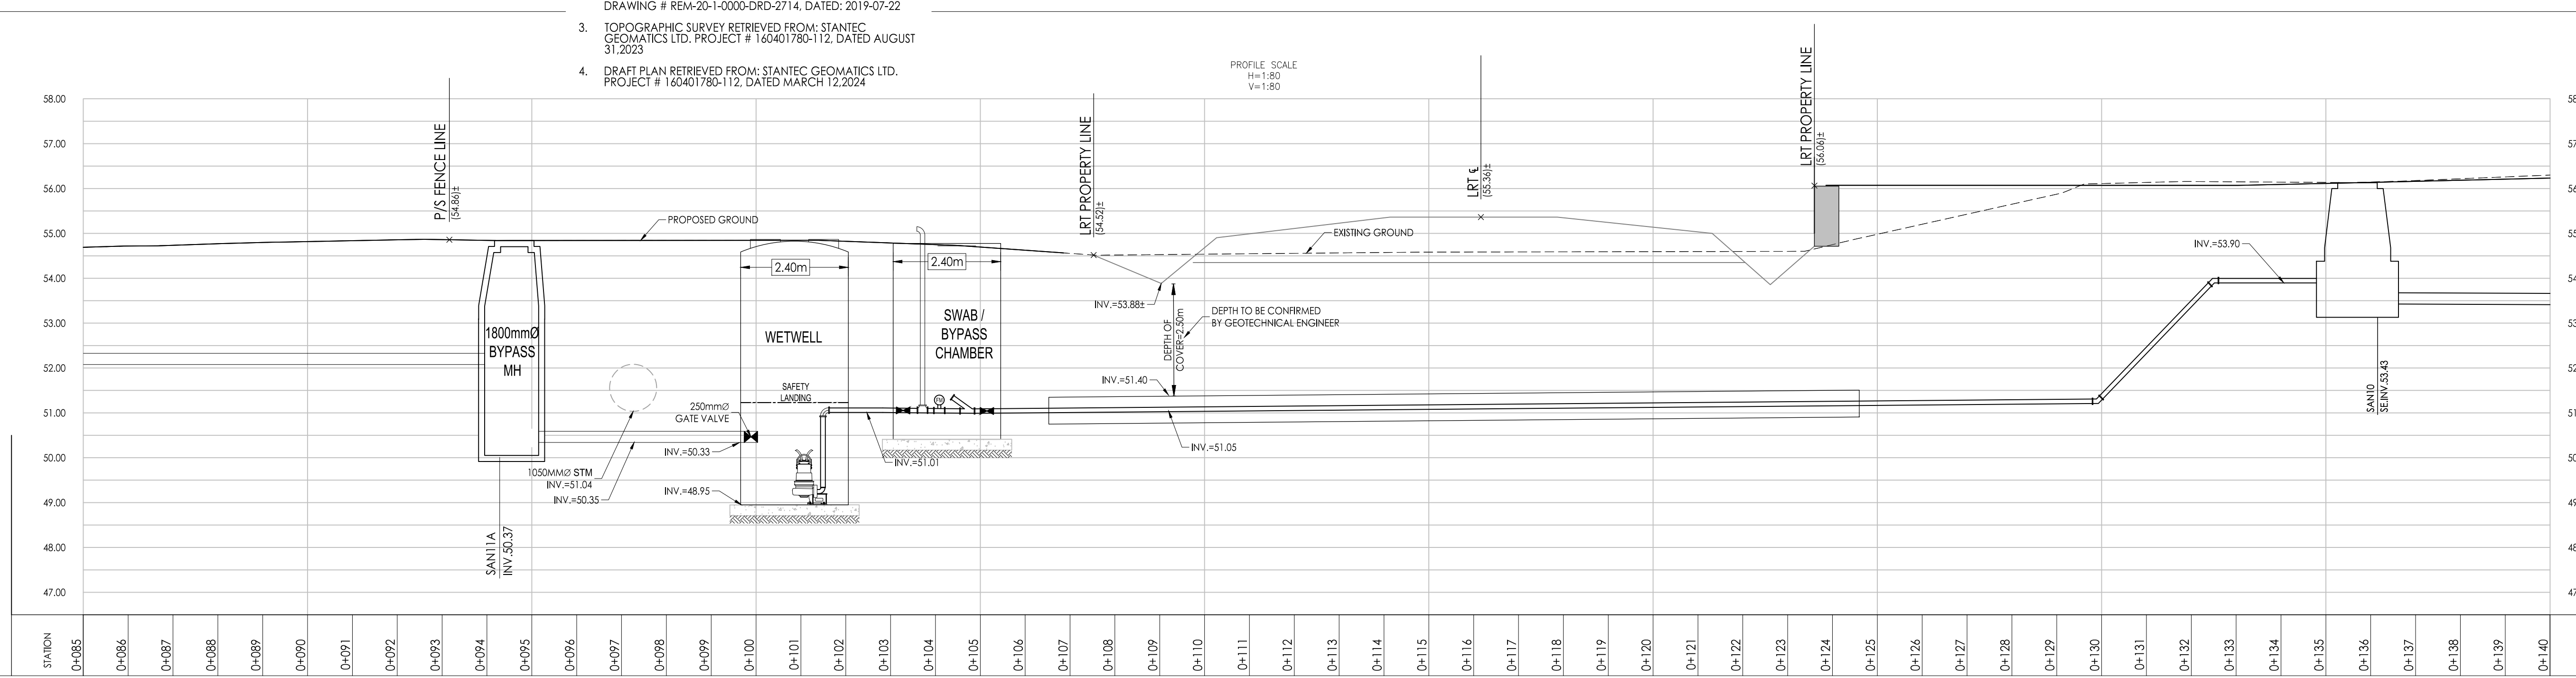 DRAWING # REM-20-1-0000-DRD-2714, DATED: 2019-07-22
3. TOPOGRAPHIC SURVEY RETRIEVED FROM: STANTEC
GEOMATICS LTD. PROJECT # 160401780-112, DATED AUGUST
31,2023
4. DRAFT PLAN RETRIEVED FROM: STANTEC GEOMATICS LTD.
PROJECT # 160401780-112, DATED MARCH 12,2024
PROFILE SCALE
H=1:80
V=1:80
58.00
57.00
56.00
55.00
54.00
53.00
52.00
51.00
50.00
49.00
48.00
47.00
P/S FENCE LINE
(54.86)±
PROPOSED GROUND
1800mmØ
BYPASS
MH
SAN11A
INV.50.37
1050MMØ STM
INV.=51.04
INV.=50.35
250mmØ
GATE VALVE
INV.=50.33
INV.=48.95
2.40m
WETWELL
SAFETY
LANDING
INV.=51.01
2.40m
SWAB /
BYPASS
CHAMBER
FM
LRT PROPERTY LINE
(54.52)±
INV.=53.88±
DEPTH OF
COVER=2.50m
DEPTH TO BE CONFIRMED
BY GEOTECHNICAL ENGINEER
INV.=51.40
INV.=51.05
EXISTING GROUND
LRT ℄
(55.36)±
LRT PROPERTY LINE
(56.06)±
INV.=53.90
SAN10
SE.INV.53.43
58
57
56
55
54
53
52
51
50
49
48
47
STATION
0+085
0+086
0+087
0+088
0+089
0+090
0+091
0+092
0+093
0+094
0+095
0+096
0+097
0+098
0+099
0+100
0+101
0+102
0+103
0+104
0+105
0+106
0+107
0+108
0+109
0+110
0+111
0+112
0+113
0+114
0+115
0+116
0+117
0+118
0+119
0+120
0+121
0+122
0+123
0+124
0+125
0+126
0+127
0+128
0+129
0+130
0+131
0+132
0+133
0+134
0+135
0+136
0+137
0+138
0+139
0+140